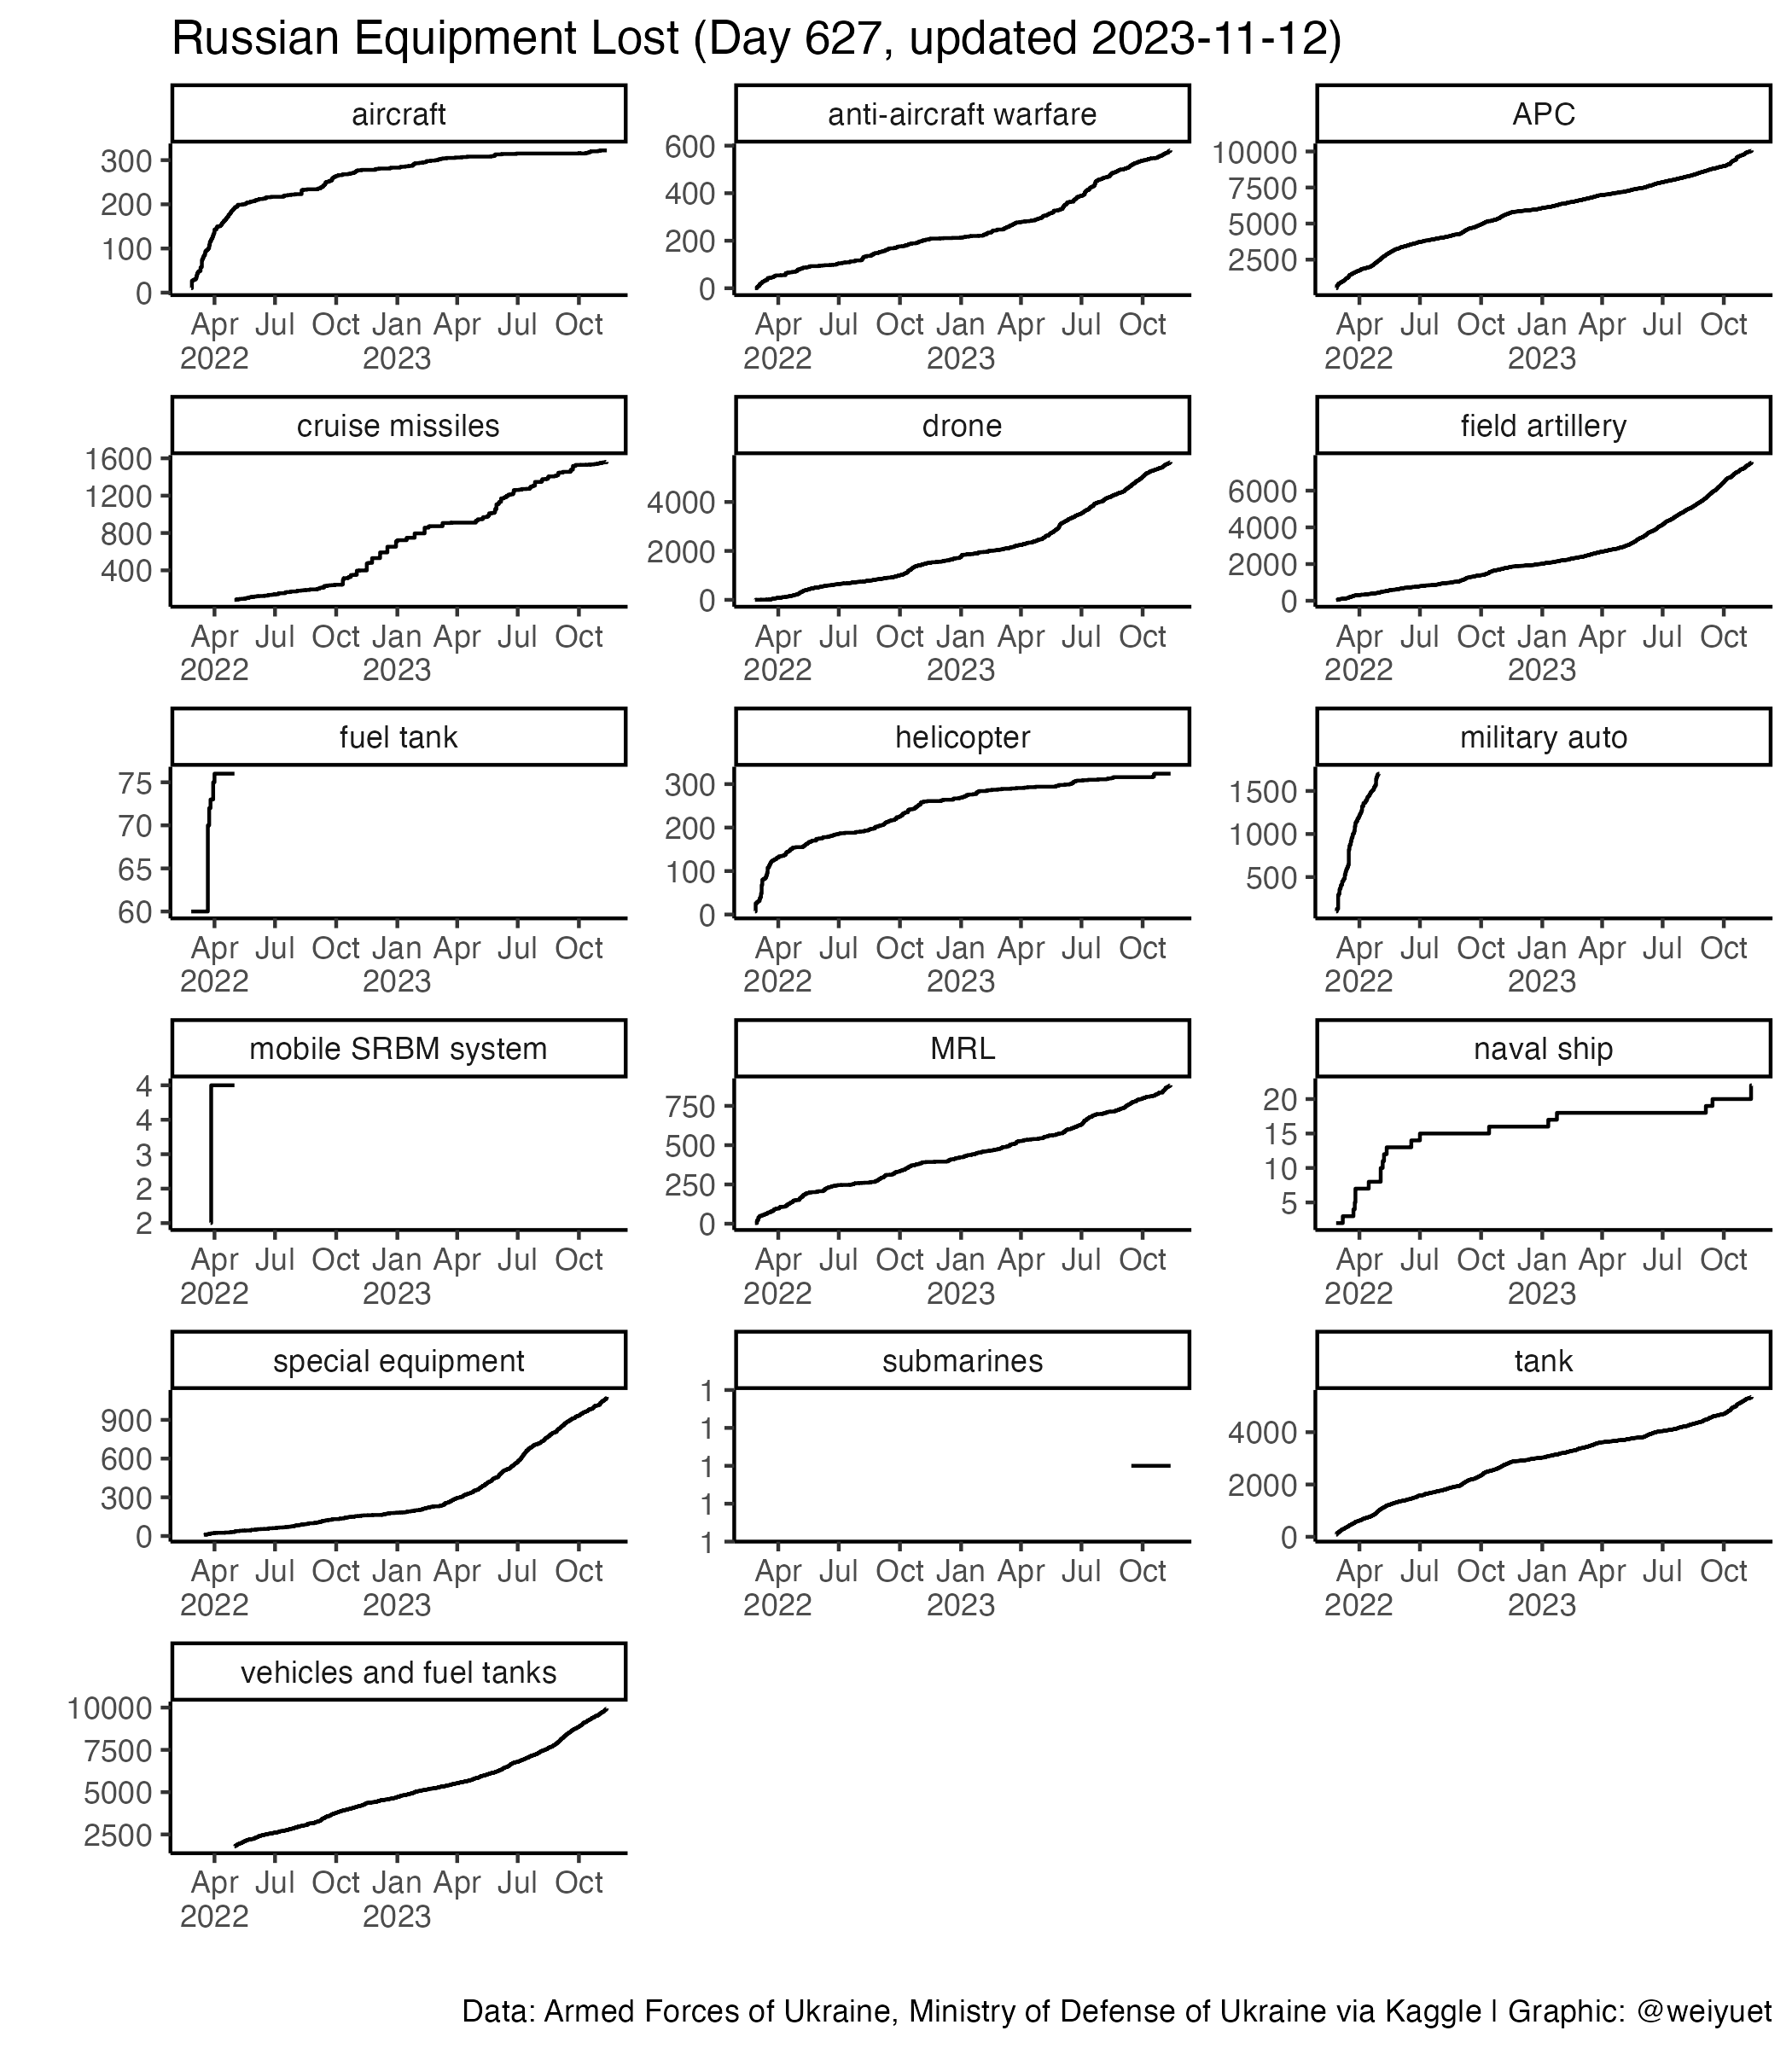 Russian Equipment Lost (Day 627, updated 2023-11-12)
aircraft
300
200
100
0
Apr Jul Oct Jan Apr Jul Oct
2022 2023
anti-aircraft warfare
600
400
200
0
Apr Jul Oct Jan Apr Jul Oct
2022 2023
APC
10000
7500
5000
2500
Apr Jul Oct Jan Apr Jul Oct
2022 2023
cruise missiles
1600
1200
800
400
Apr Jul Oct Jan Apr Jul Oct
2022 2023
drone
4000
2000
0
Apr Jul Oct Jan Apr Jul Oct
2022 2023
field artillery
6000
4000
2000
0
Apr Jul Oct Jan Apr Jul Oct
2022 2023
fuel tank
75
70
65
60
Apr Jul Oct Jan Apr Jul Oct
2022 2023
helicopter
300
200
100
0
Apr Jul Oct Jan Apr Jul Oct
2022 2023
military auto
1500
1000
500
Apr Jul Oct Jan Apr Jul Oct
2022 2023
mobile SRBM system
4
4
3
2
2
Apr Jul Oct Jan Apr Jul Oct
2022 2023
MRL
750
500
250
0
Apr Jul Oct Jan Apr Jul Oct
2022 2023
naval ship
20
15
10
5
Apr Jul Oct Jan Apr Jul Oct
2022 2023
special equipment
900
600
300
0
Apr Jul Oct Jan Apr Jul Oct
2022 2023
submarines
1
1
1
1
1
Apr Jul Oct Jan Apr Jul Oct
2022 2023
tank
4000
2000
0
Apr Jul Oct Jan Apr Jul Oct
2022 2023
vehicles and fuel tanks
10000
7500
5000
2500
Apr Jul Oct Jan Apr Jul Oct
2022 2023
Data: Armed Forces of Ukraine, Ministry of Defense of Ukraine via Kaggle | Graphic: @weiyuet